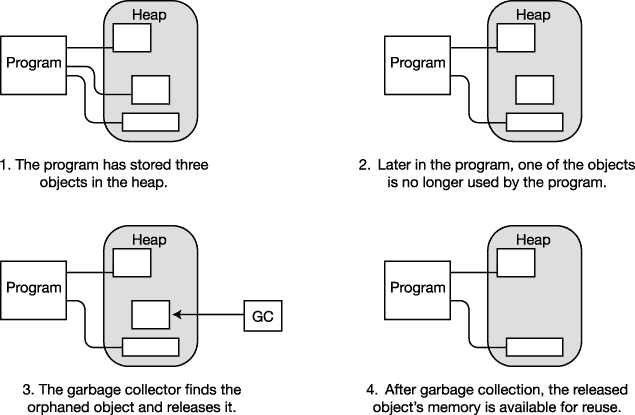 Heap
Program
1. The program has stored three
objects in the heap.
Heap
Program
2. Later in the program, one of the objects
is no longer used by the program.
Heap
Program
GC
3. The garbage collector finds the
orphaned object and releases it.
Heap
Program
4. After garbage collection, the released
object's memory is available for reuse.